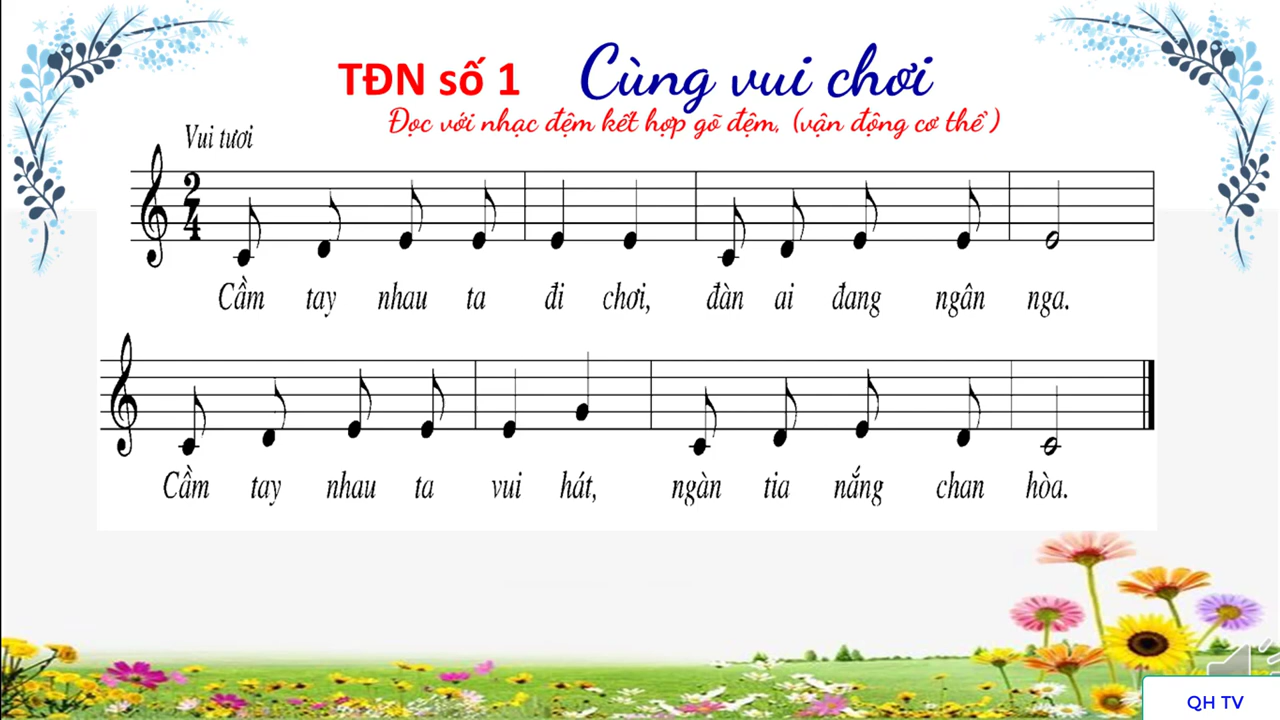 TĐN số 1 Cùng vui chơi
Đọc với nhạc đệm kết hợp gõ đệm, (vận động cơ thể)
Vui tươi
2
4
Cầm tay nhau ta đi chơi, đàn ai đang ngân nga.
Cầm tay nhau ta vui hát, ngàn tia nắng chan hòa.
QH TV